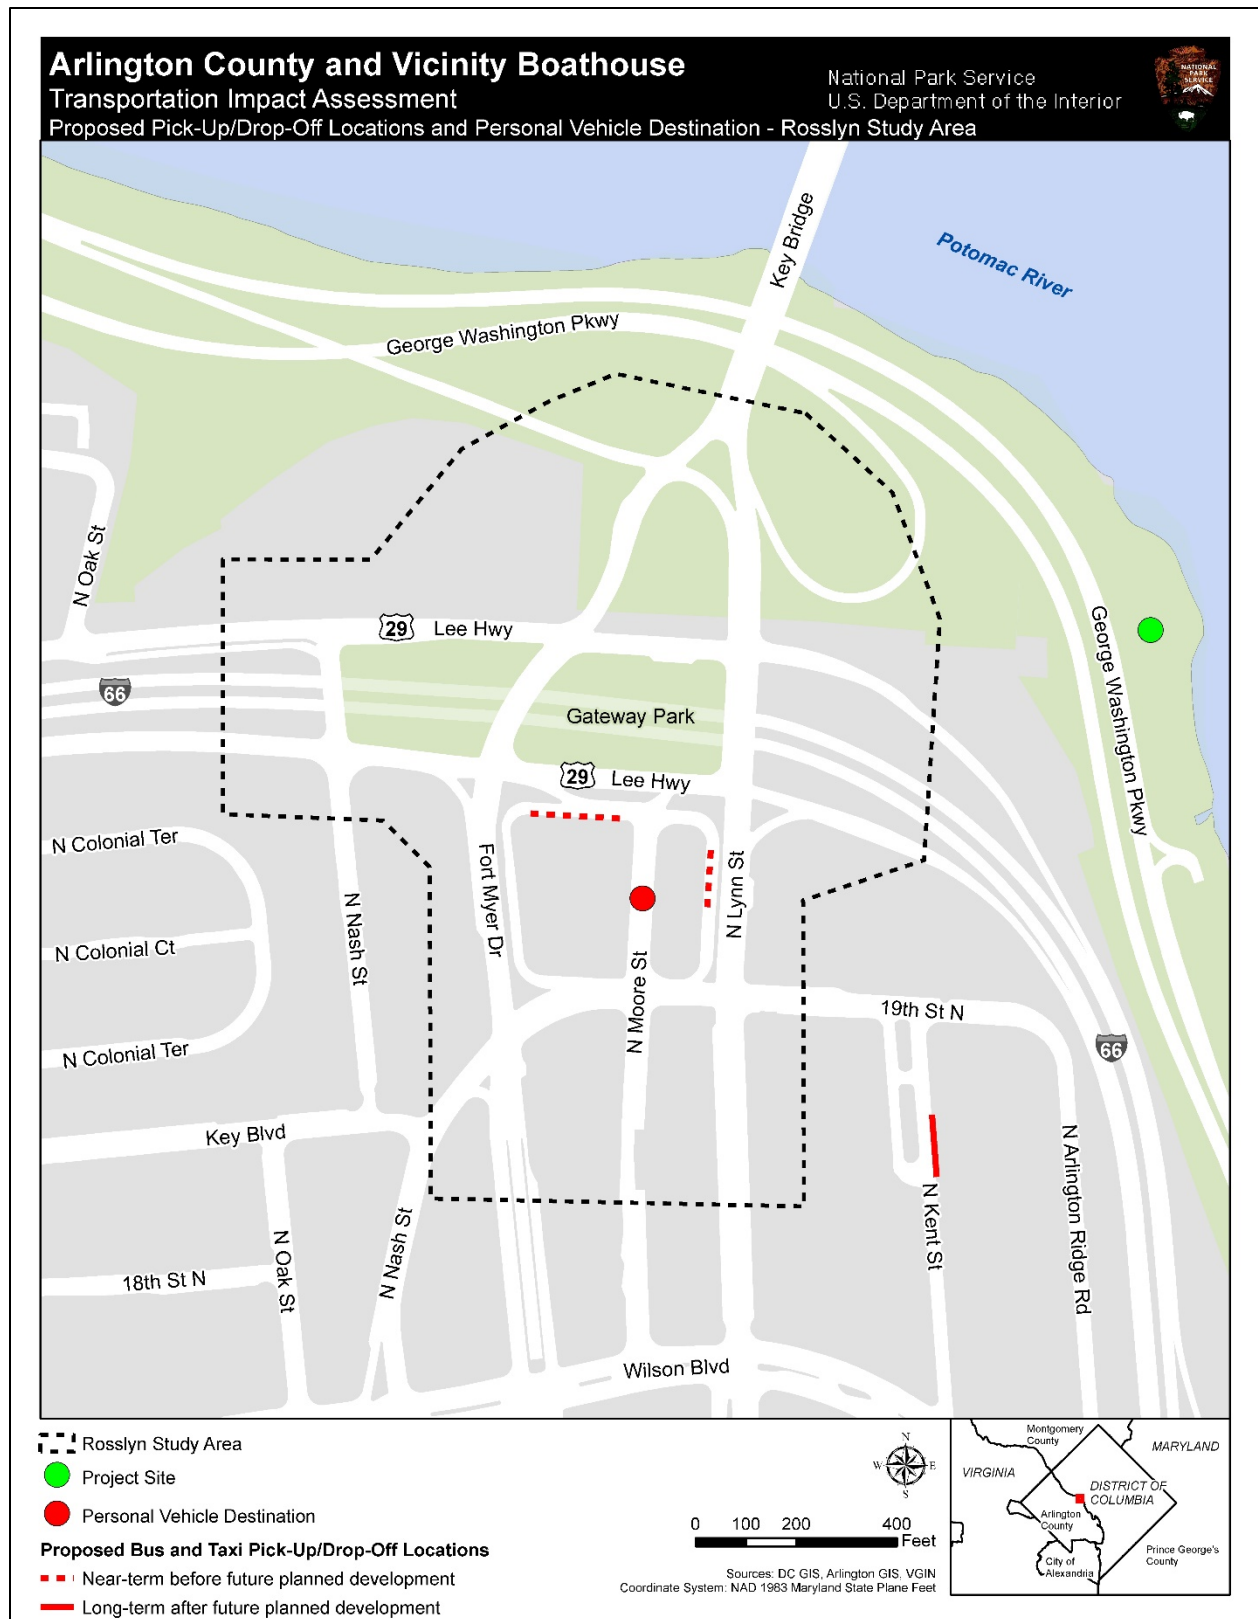 Arlington County and Vicinity Boathouse
Transportation Impact Assessment
Proposed Pick-Up/Drop-Off Locations and Personal Vehicle Destination - Rosslyn Study Area
National Park Service
U.S. Department of the Interior
NATIONAL
PARK
SERVICE
Key Bridge
Potomac River
George Washington Pkwy
N Oak St
29 Lee Hwy
66
Gateway Park
29 Lee Hwy
George Washington Pkwy
N Colonial Ter
N Nash St
Fort Myer Dr
N Lynn St
N Colonial Ct
N Moore St
19th St N
N Colonial Ter
66
Key Blvd
N Arlington Ridge Rd
N Kent St
N Oak St
N Nash St
18th St N
Wilson Blvd
Rosslyn Study Area
Project Site
Personal Vehicle Destination
Proposed Bus and Taxi Pick-Up/Drop-Off Locations
Near-term before future planned development
Long-term after future planned development
N
W E
S
0 100 200 400
Feet
Sources: DC GIS, Arlington GIS, VGIN
Coordinate System: NAD 1983 Maryland State Plane Feet
Montgomery
County
MARYLAND
VIRGINIA
DISTRICT OF
COLUMBIA
Arlington
County
Prince George's
County
City of
Alexandria